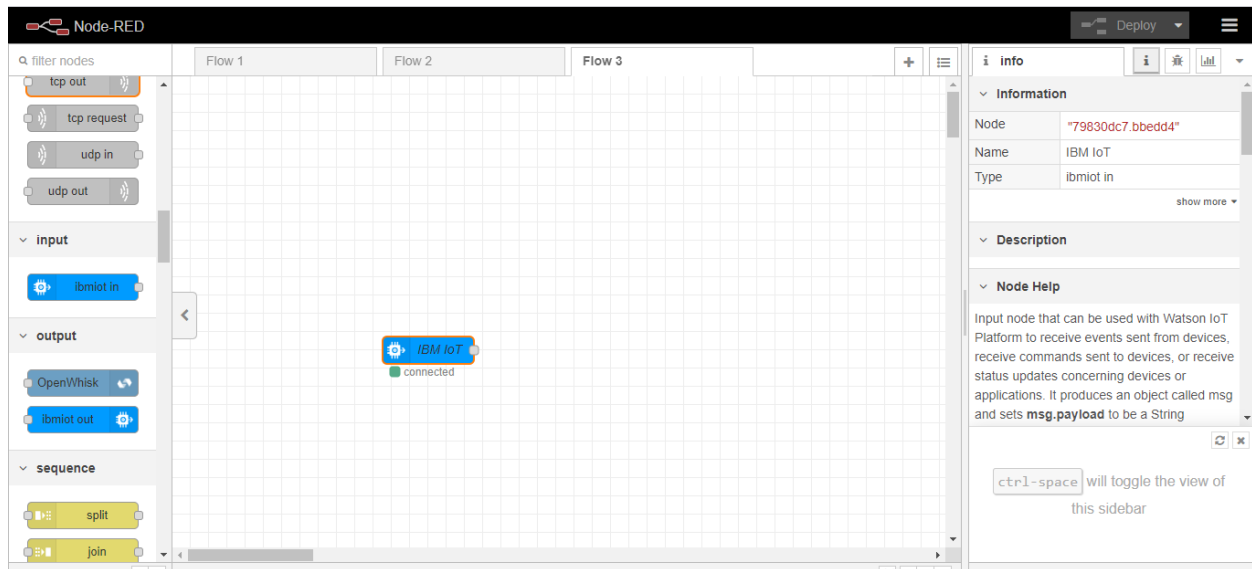 Node-RED
Deploy
filter nodes
tcp out
tcp request
udp in
udp out
input
ibmiot in
output
OpenWhisk
ibmiot out
sequence
split
join
Flow 1
Flow 2
Flow 3
IBM IoT
connected
i info
i
Information
Node "79830dc7.bbedd4"
Name IBM IoT
Type ibmiot in
show more
Description
Node Help
Input node that can be used with Watson IoT
Platform to receive events sent from devices,
receive commands sent to devices, or receive
status updates concerning devices or
applications. It produces an object called msg
and sets msg.payload to be a String
ctrl-space will toggle the view of
this sidebar